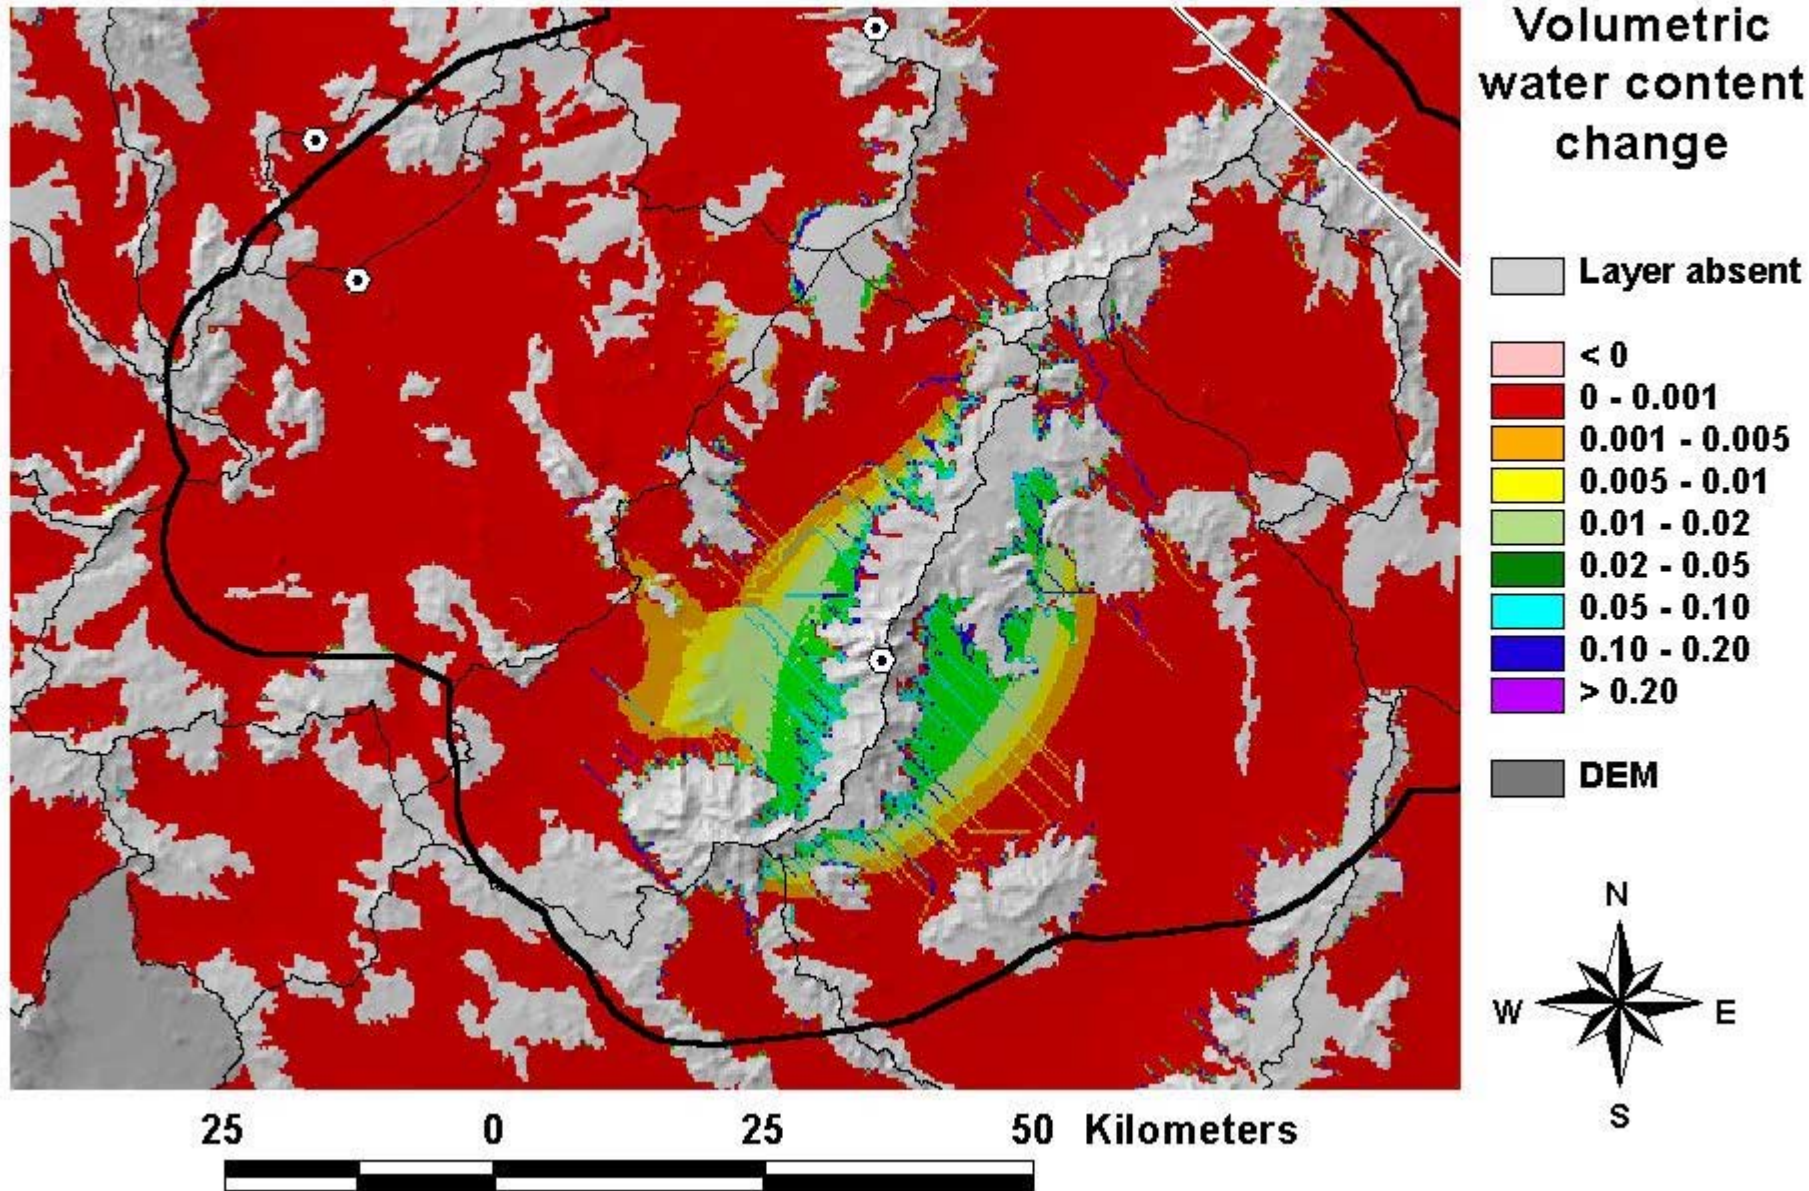 Volumetric
water content
change
Layer absent
< 0
0 - 0.001
0.001 - 0.005
0.005 - 0.01
0.01 - 0.02
0.02 - 0.05
0.05 - 0.10
0.10 - 0.20
> 0.20
DEM
N
W E
S
25 0 25 50 Kilometers